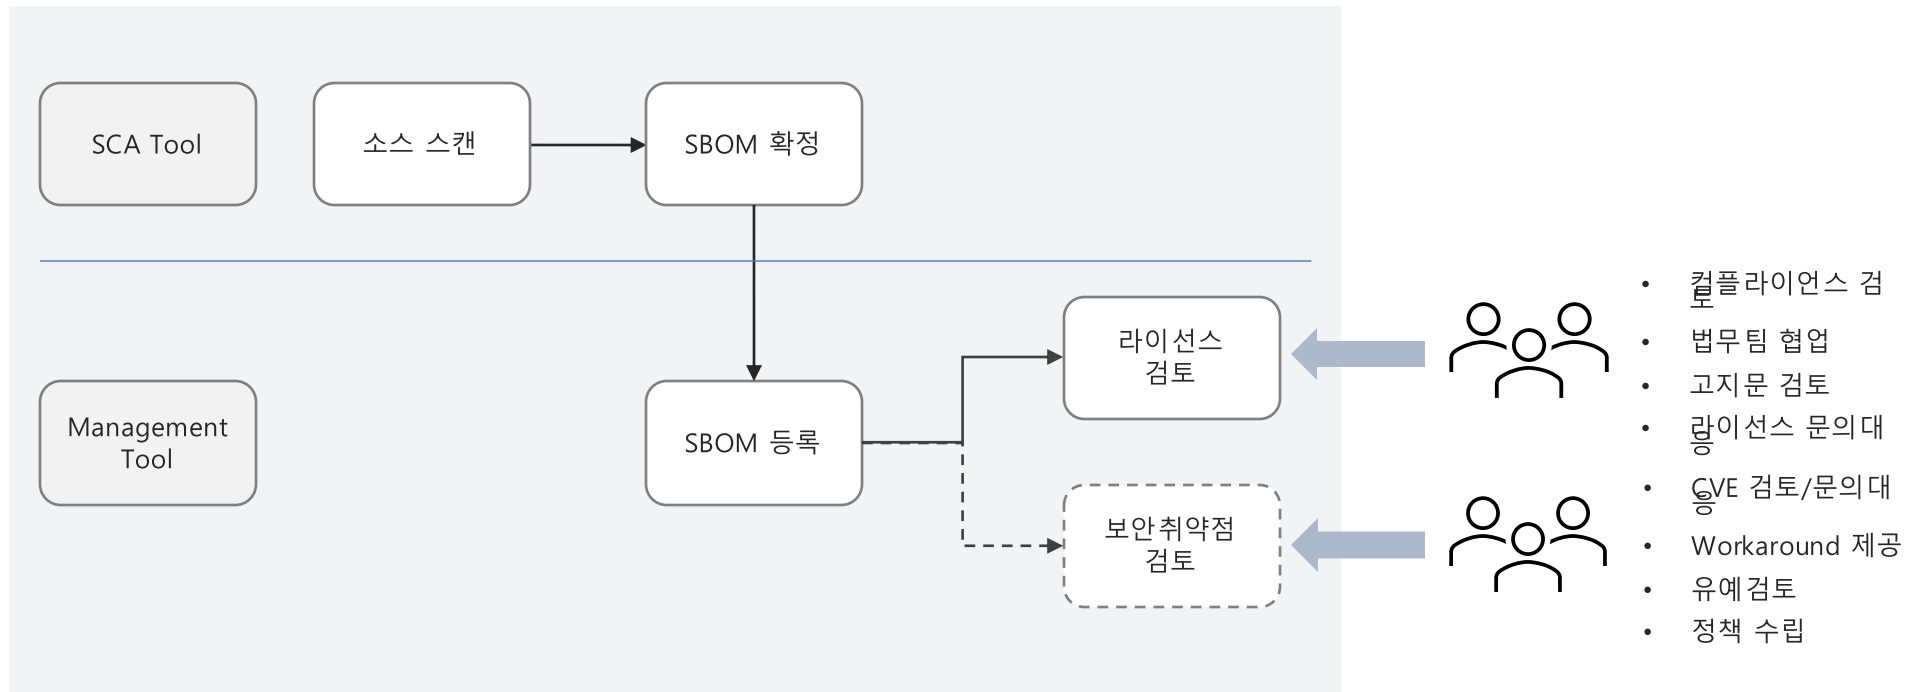 SCA Tool
소스 스캔
SBOM 확정
Management
Tool
SBOM 등록
라이선스
검토
보안취약점
검토
• 컴플라이언스 검
토
• 법무팀 협업
• 고지문 검토
• 라이선스 문의대
응
• CVE 검토/문의대
응
• Workaround 제공
• 유예검토
• 정책 수립